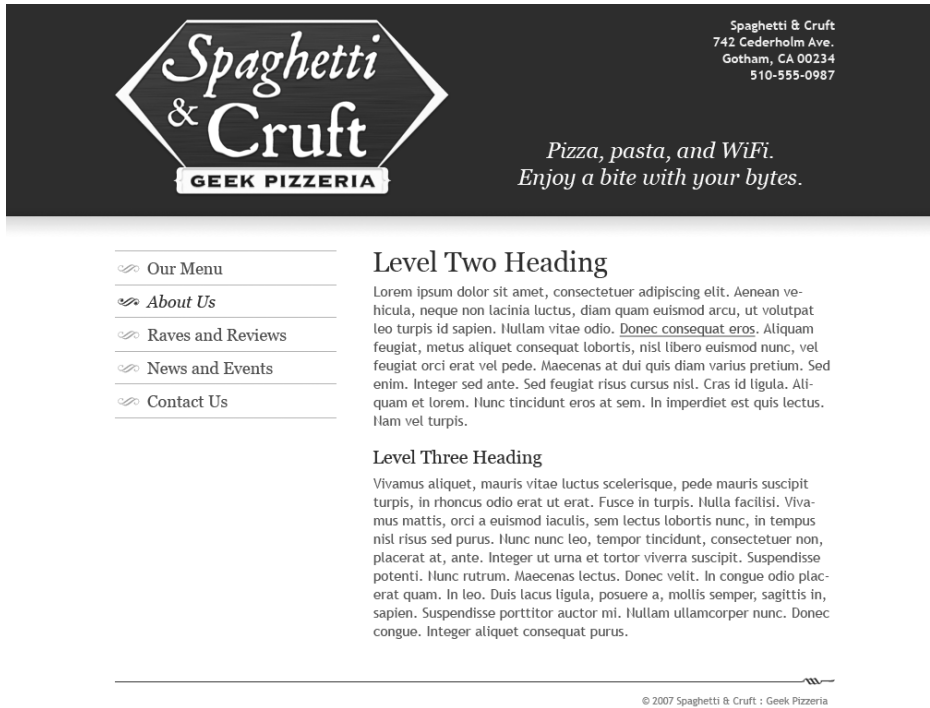 Spaghetti
& Cruft
GEEK PIZZERIA
Spaghetti & Cruft
742 Cederholm Ave.
Gotham, CA 00234
510-555-0987
Pizza, pasta, and WiFi.
Enjoy a bite with your bytes.
Our Menu
About Us
Raves and Reviews
News and Events
Contact Us
Level Two Heading
Lorem ipsum dolor sit amet, consectetuer adipiscing elit. Aenean ve-
hicula, neque non lacinia luctus, diam quam euismod arcu, ut volutpat
leo turpis id sapien. Nullam vitae odio. Donec consequat eros. Aliquam
feugiat, metus aliquet consequat lobortis, nisl libero euismod nunc, vel
feugiat orci erat vel pede. Maecenas at dui quis diam varius pretium. Sed
enim. Integer sed ante. Sed feugiat risus cursus nisl. Cras id ligula. Ali-
quam et lorem. Nunc tincidunt eros at sem. In imperdiet est quis lectus.
Nam vel turpis.
Level Three Heading
Vivamus aliquet, mauris vitae luctus scelerisque, pede mauris suscipit
turpis, in rhoncus odio erat ut erat. Fusce in turpis. Nulla facilisi. Viva-
mus mattis, orci a euismod iaculis, sem lectus lobortis nunc, in tempus
nisl risus sed purus. Nunc nunc leo, tempor tincidunt, consectetuer non,
placerat at, ante. Integer ut urna et tortor viverra suscipit. Suspendisse
potenti. Nunc rutrum. Maecenas lectus. Donec velit. In congue odio plac-
erat quam. In leo. Duis lacus ligula, posuere a, mollis semper, sagittis in,
sapien. Suspendisse porttitor auctor mi. Nullam ullamcorper nunc. Donec
congue. Integer aliquet consequat purus.
© 2007 Spaghetti & Cruft : Geek Pizzeria